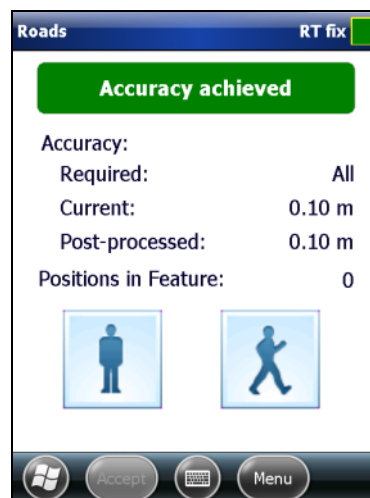 Roads RT fix
Accuracy achieved
Accuracy:
Required: All
Current: 0.10 m
Post-processed: 0.10 m
Positions in Feature: 0
Accept Menu